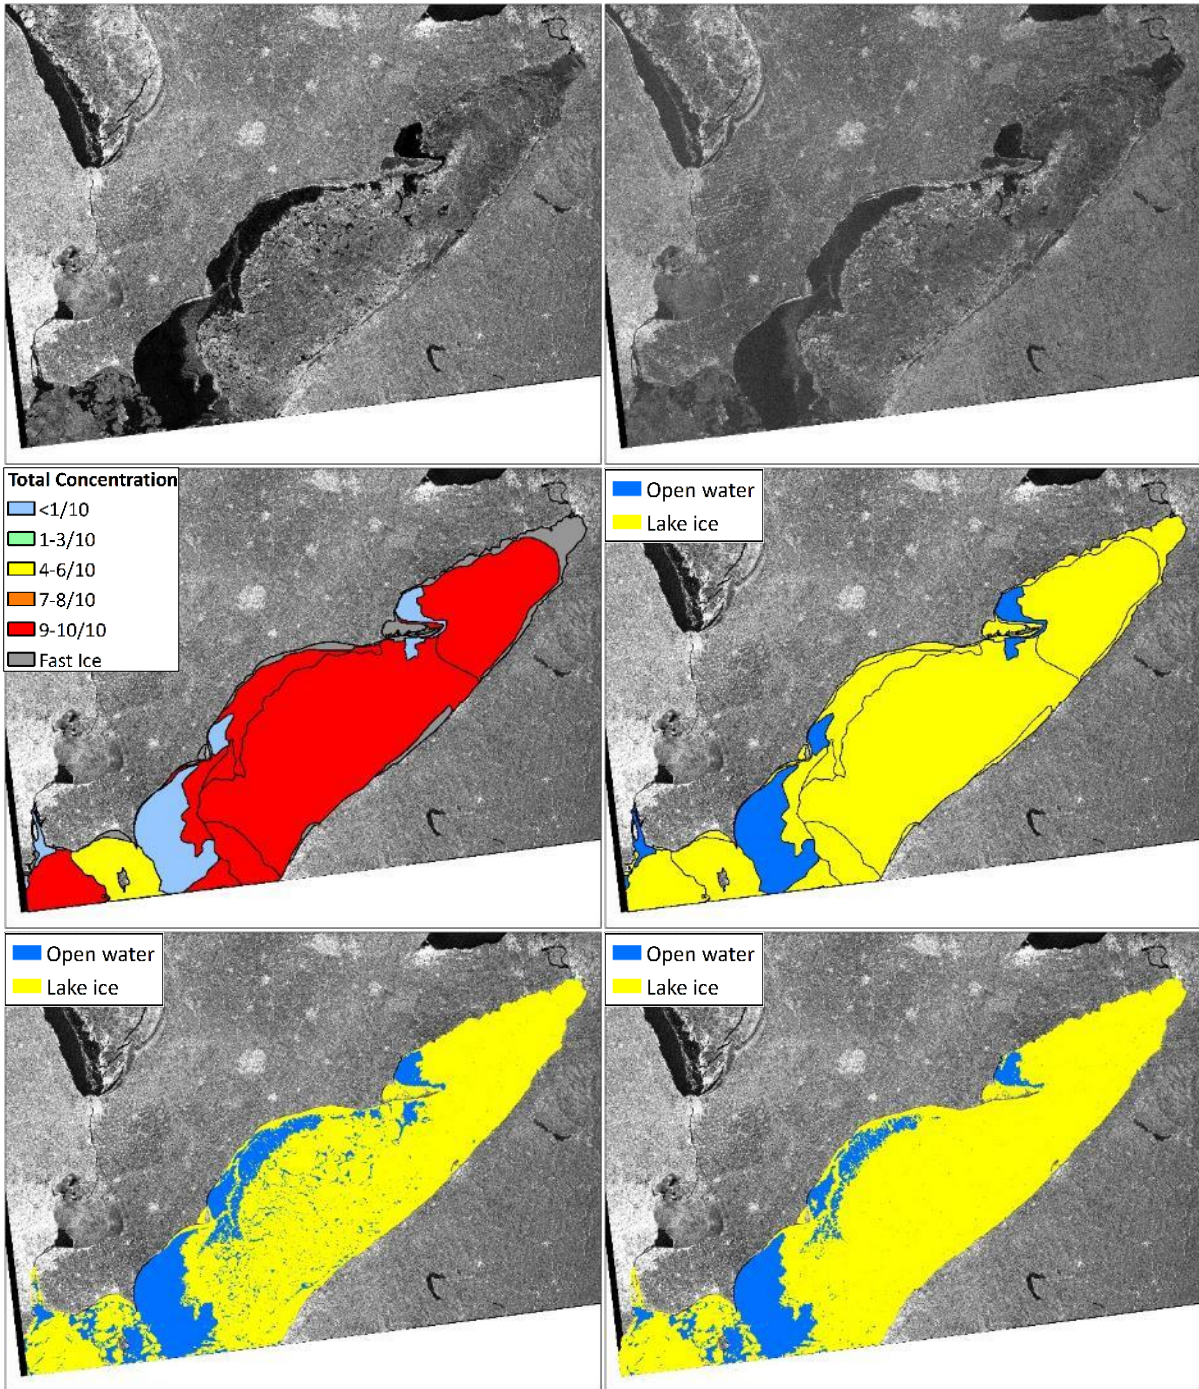 Total Concentration
<1/10
1-3/10
4-6/10
7-8/10
9-10/10
Fast Ice
Open water
Lake ice
Open water
Lake ice
Open water
Lake ice